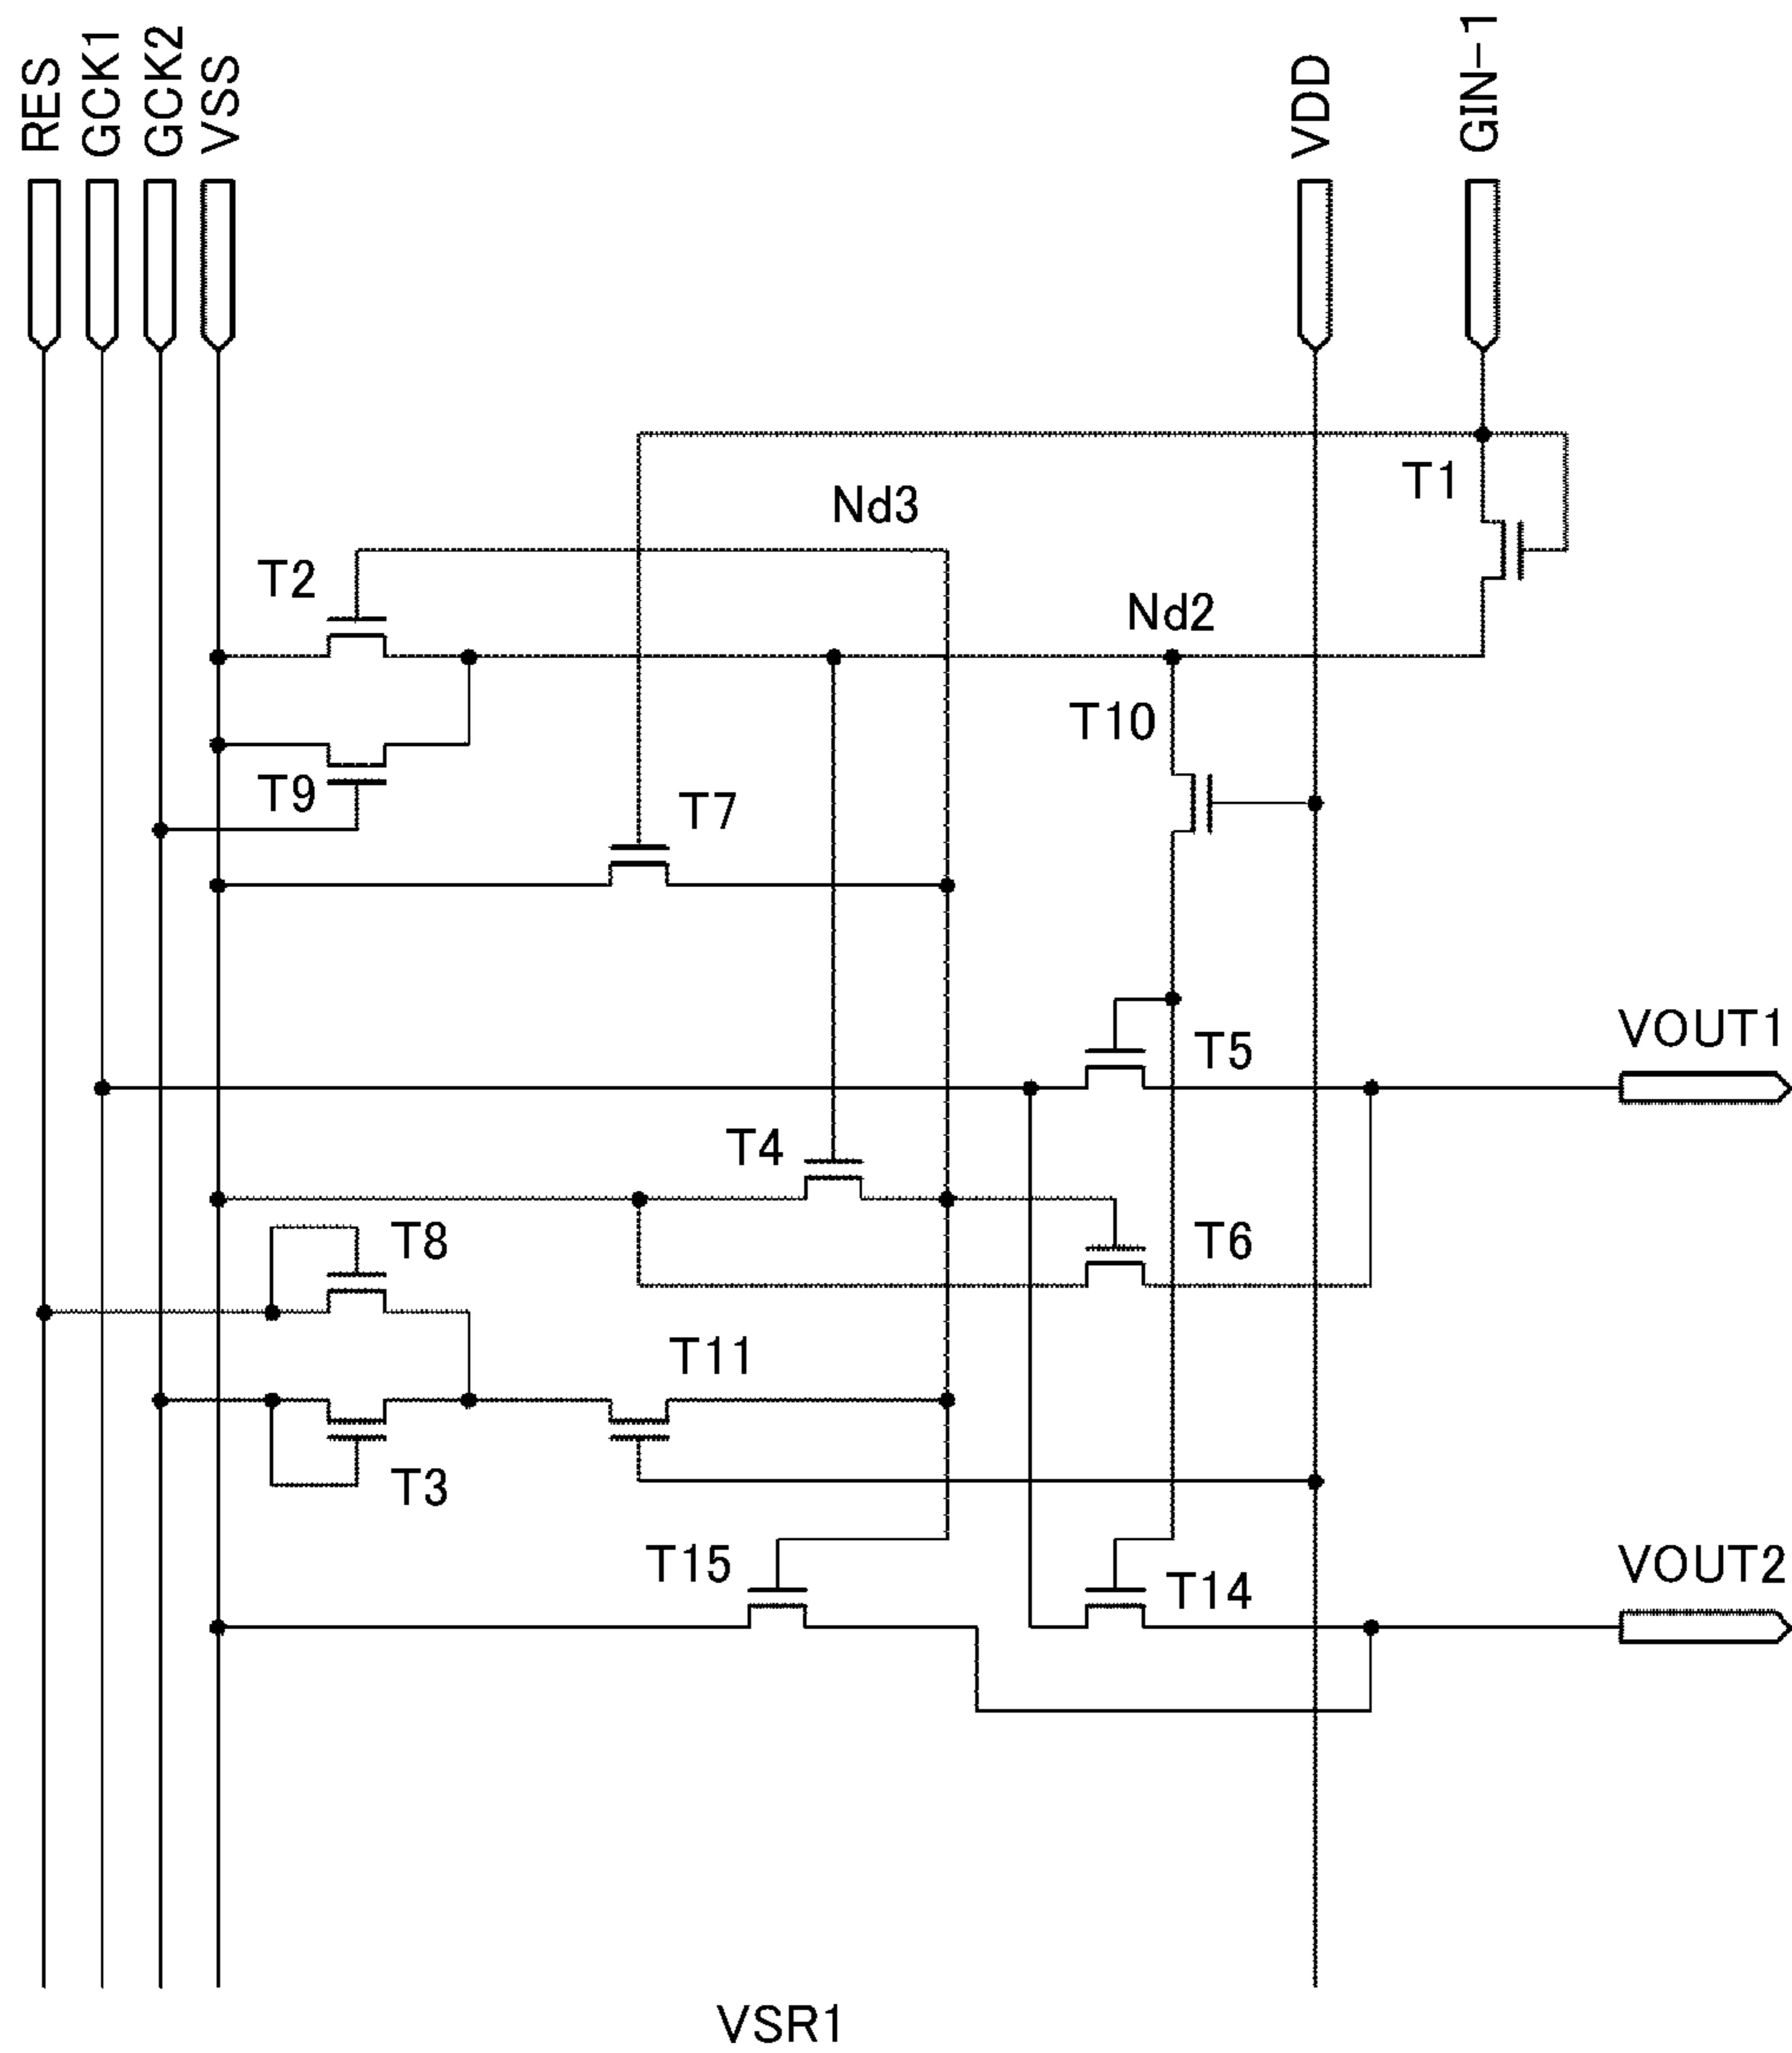 RES
GCK1
GCK2
VSS
VDD
GIN-1
T1
Nd3
T2
Nd2
T10
T9
T7
VOUT1
T5
T4
T8
T6
T11
T3
T15
T14
VOUT2
VSR1